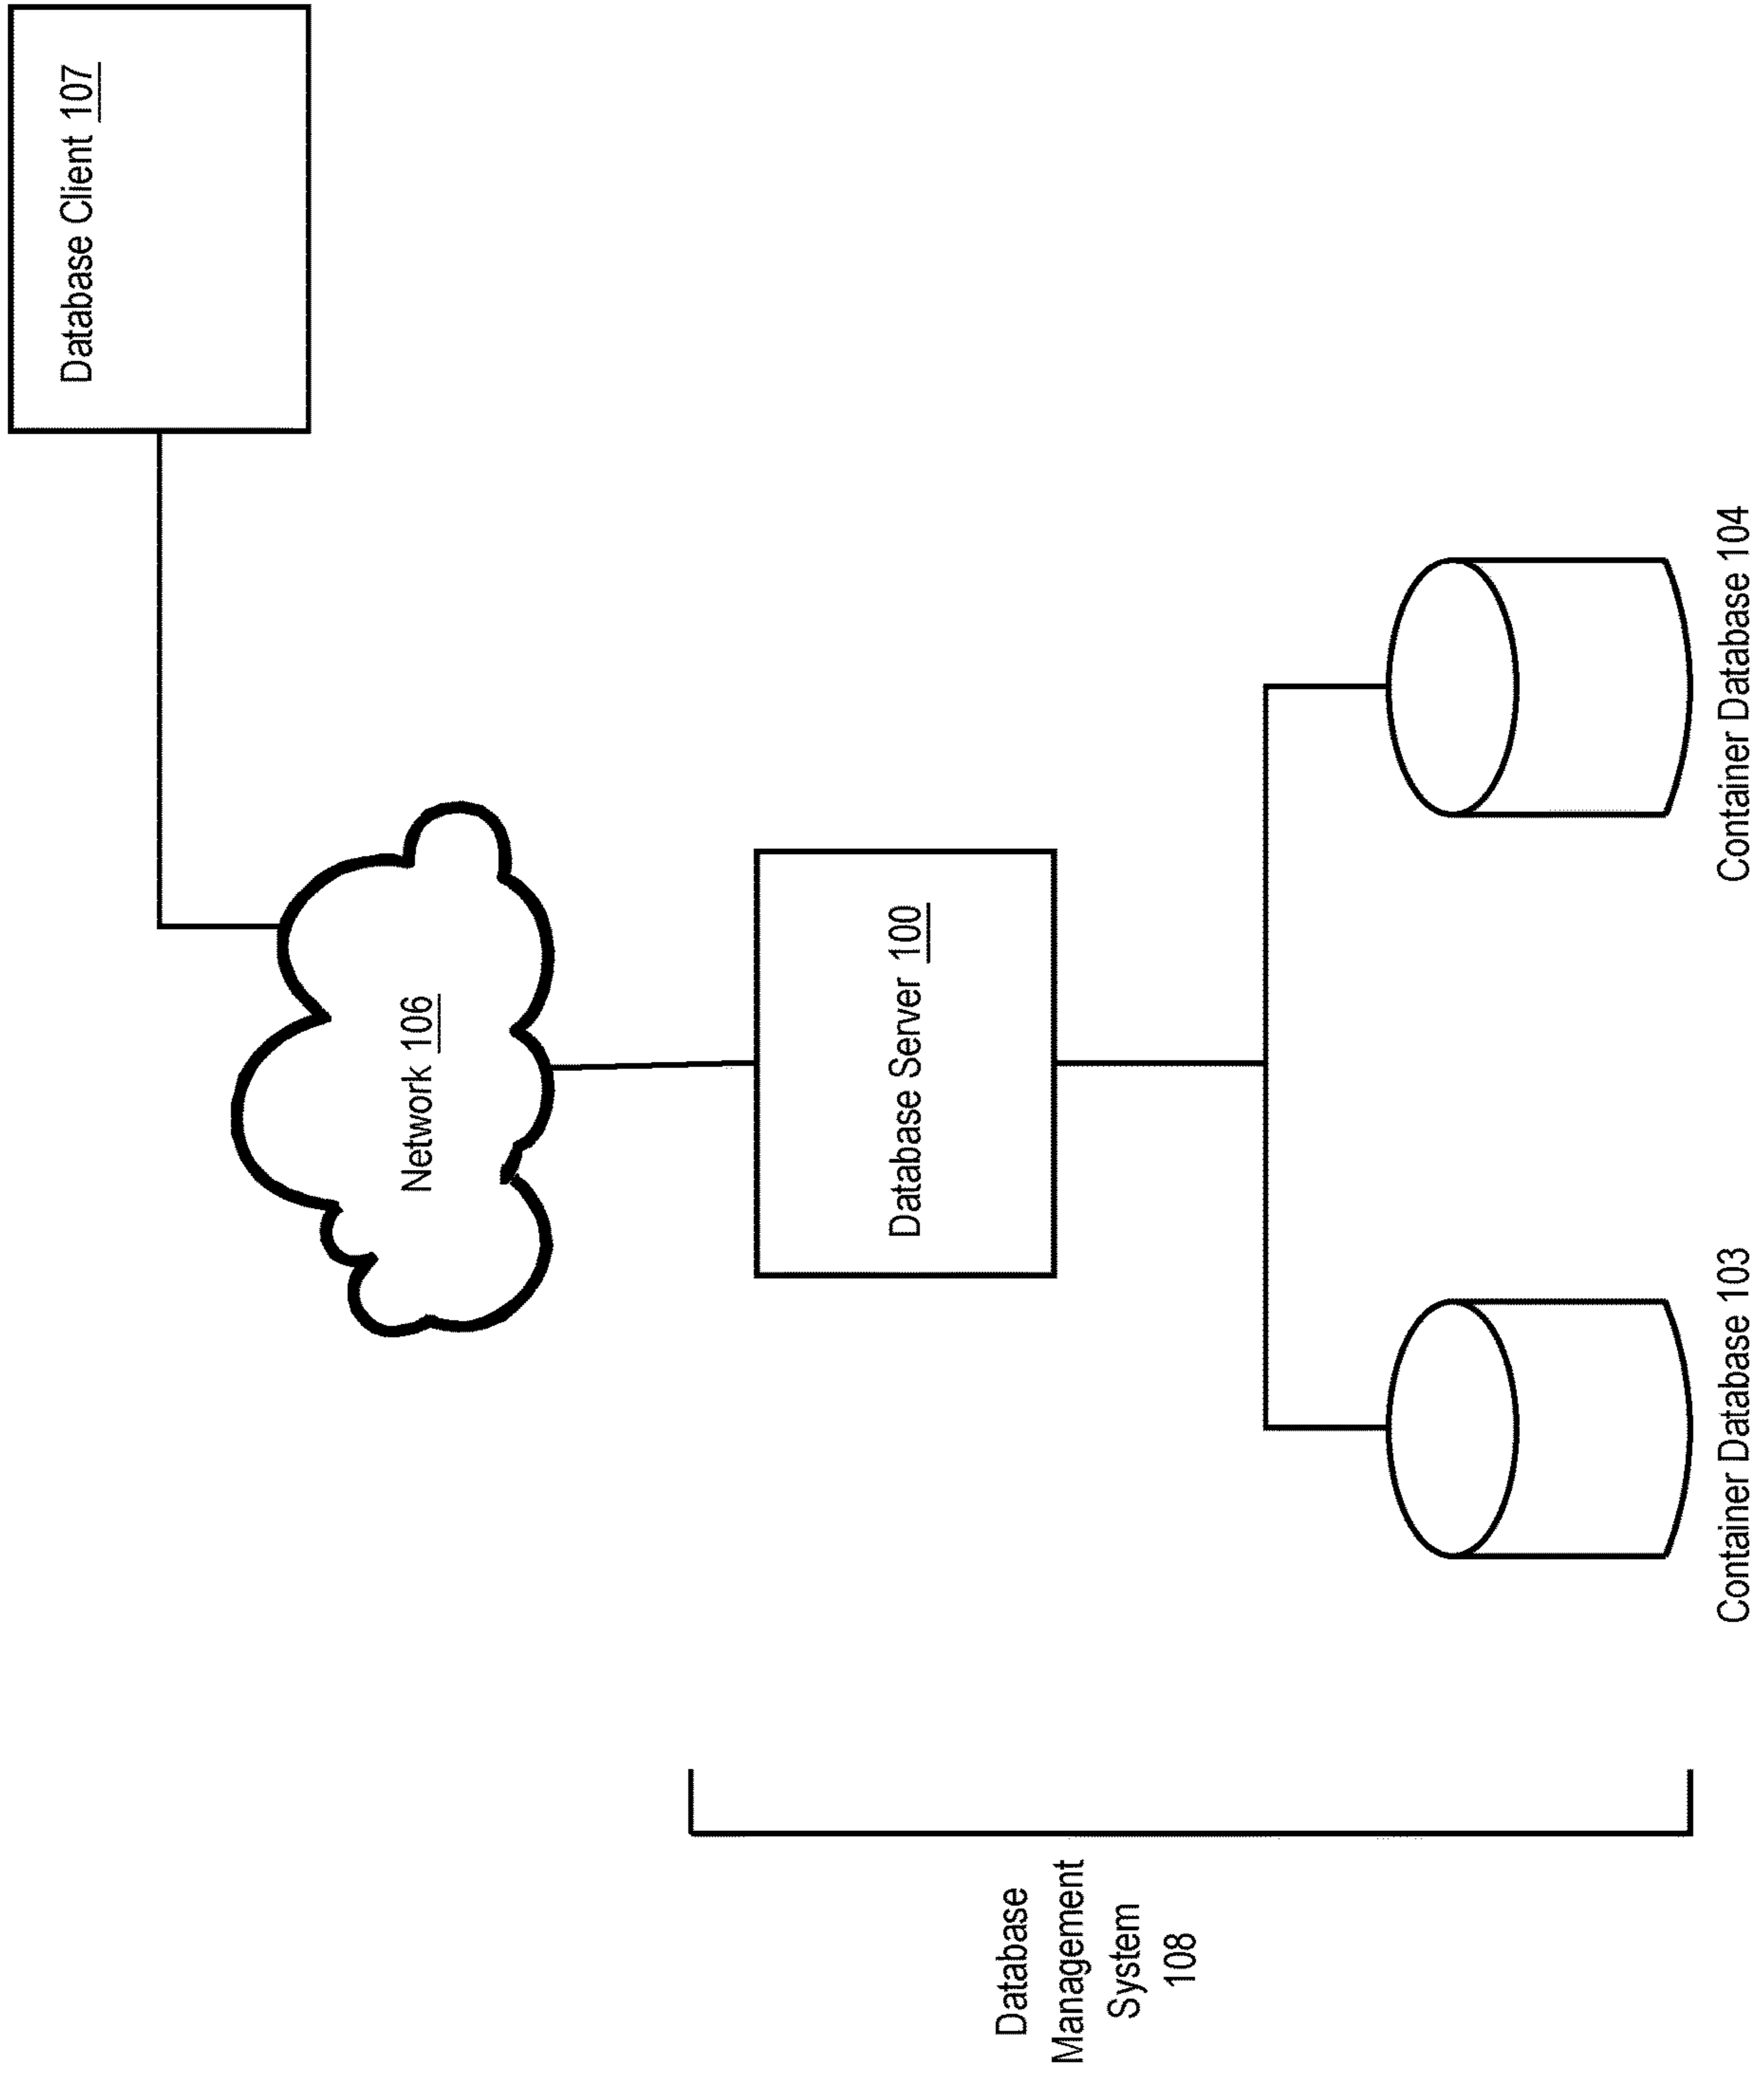 Database Client 107
Network 106
Database Server 100
Database
Management
System
108
Container Database 103
Container Database 104